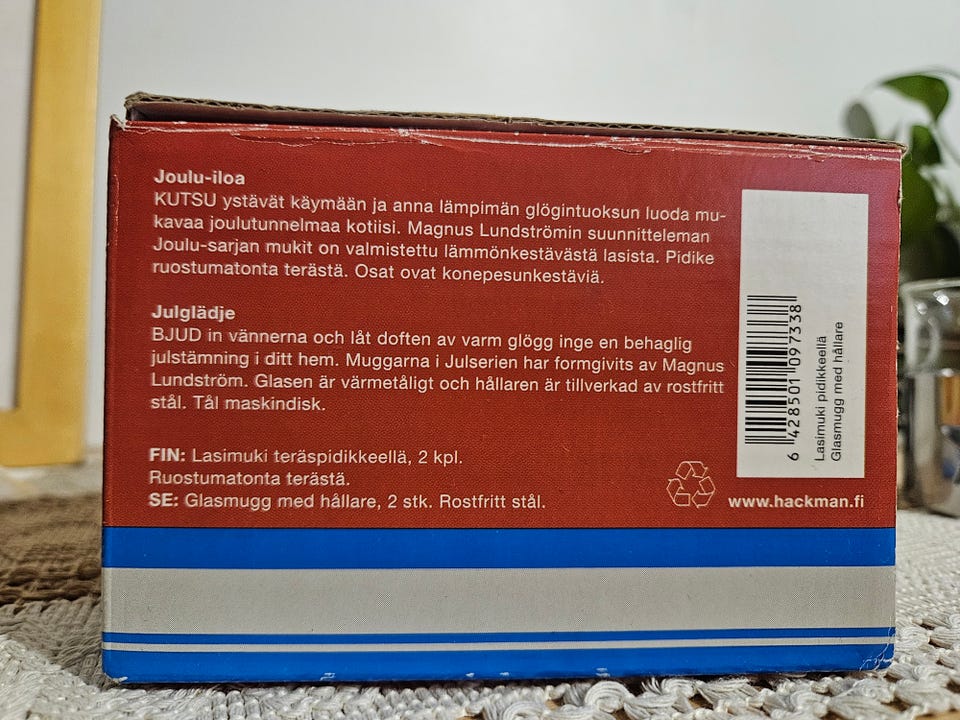 Joulu-iloa
KUTSU ystävät käymään ja anna lämpimän glögintuoksun luoda mu-
kavaa joulutunnelmaa kotiisi. Magnus Lundströmin suunnitteleman
Joulu-sarjan mukit on valmistettu lämmönkestävästä lasista. Pidike
ruostumatonta terästä. Osat ovat konepesunkestäviä.
Julglädje
BJUD in vännerna och låt doften av varm glögg inge en behaglig
julstämning i ditt hem. Muggarna i Julserien har formgivits av Magnus
Lundström. Glasen är värmetåligt och hållaren är tillverkad av rostfritt
stål. Tål maskindisk.
FIN: Lasimuki teräspidikkeellä, 2 kpl.
Ruostumatonta terästä.
SE: Glasmugg med hållare, 2 stk. Rostfritt stål.
6 428501 097338
Lasimuki pidikkeellä
Glasmugg med hållare
www.hackman.fi